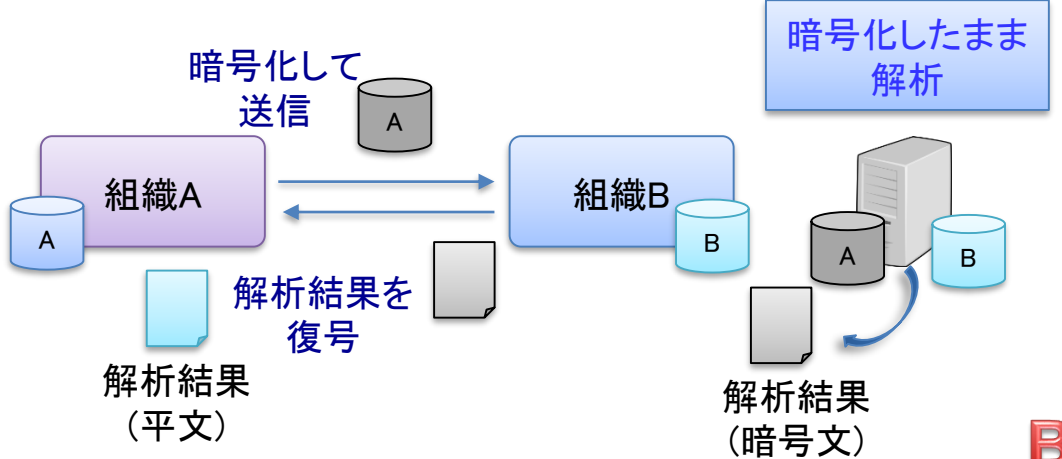 暗号化したまま
解析
暗号化して
送信
A
組織A
A
組織B
B
A
B
解析結果を
復号
解析結果
(平文)
解析結果
(暗号文)
B